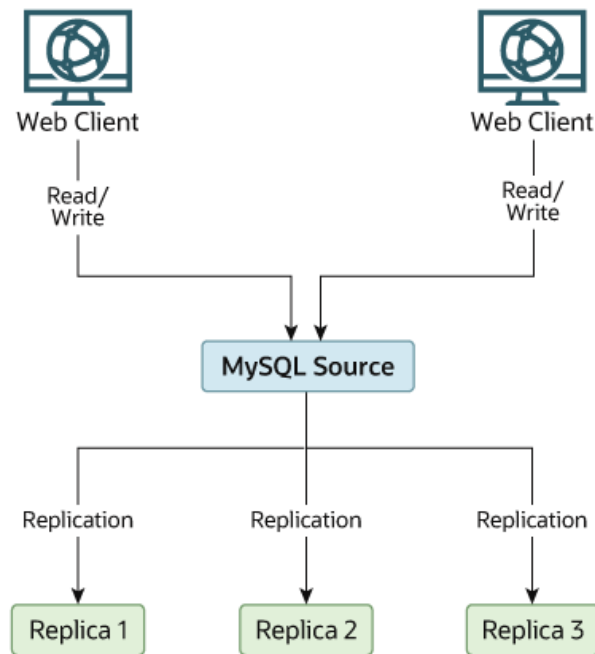 Web Client
Web Client
Read/
Write
Read/
Write
MySQL Source
Replication
Replication
Replication
Replica 1
Replica 2
Replica 3